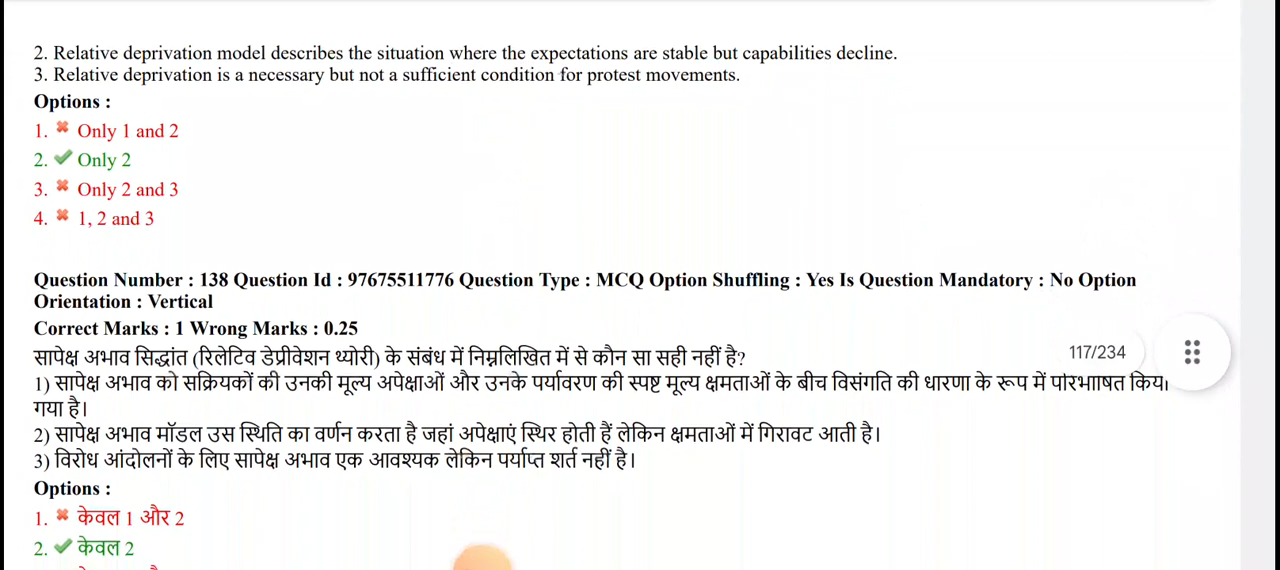 2. Relative deprivation model describes the situation where the expectations are stable but capabilities decline.
3. Relative deprivation is a necessary but not a sufficient condition for protest movements.
Options :
1. ✖ Only 1 and 2
2. ✔ Only 2
3. ✖ Only 2 and 3
4. ✖ 1, 2 and 3
Question Number : 138 Question Id : 97675511776 Question Type : MCQ Option Shuffling : Yes Is Question Mandatory : No Option
Orientation : Vertical
Correct Marks : 1 Wrong Marks : 0.25
सापेक्ष अभाव सिद्धांत (रिलेटिव डेप्रीवेशन थ्योरी) के संबंध में निम्नलिखित में से कौन सा सही नहीं है?
117/234
1) सापेक्ष अभाव को सक्रियकों की उनकी मूल्य अपेक्षाओं और उनके पर्यावरण की स्पष्ट मूल्य क्षमताओं के बीच विसंगति की धारणा के रूप में परिभाषित किया
गया है।
2) सापेक्ष अभाव मॉडल उस स्थिति का वर्णन करता है जहां अपेक्षाएं स्थिर होती हैं लेकिन क्षमताओं में गिरावट आती है।
3) विरोध आंदोलनों के लिए सापेक्ष अभाव एक आवश्यक लेकिन पर्याप्त शर्त नहीं है।
Options :
1. ✖ केवल 1 और 2
2. ✔ केवल 2